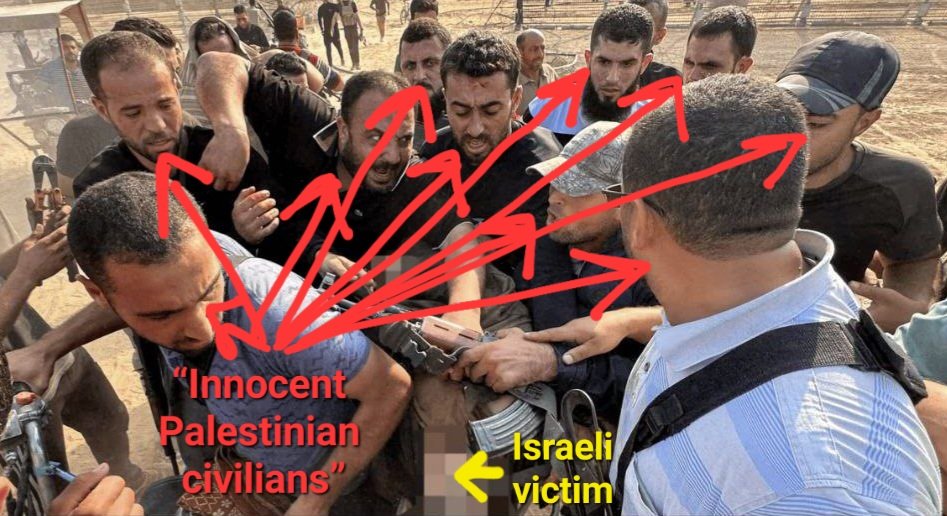 “Innocent
Palestinian
civilians”
Israeli
victim